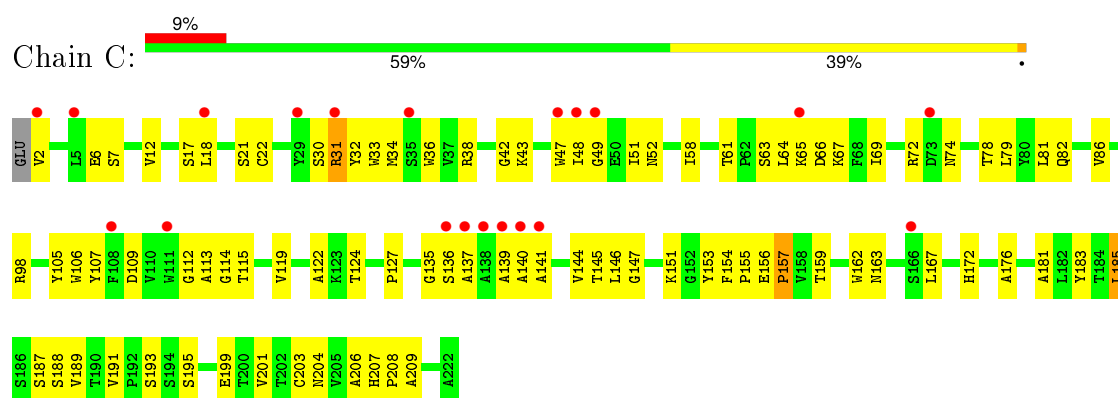 9%
Chain C:
59% 39% •
GLU V2 L5 E6 S7 V12 S17 L18 S21 C22 Y29 S30 R31 Y32 W33 W34 S35 W36 V37 R38 G42 K43 W47 I48 G49 E50 I51 N52 I58 T61 P62 S63 L64 K65 D66 K67 F68 I69 R72 D73 N74 T78 L79 Y80 L81 Q82 V86
R98 Y105 W106 Y107 F108 D109 V110 W111 G112 A113 G114 T115 V119 A122 K123 T124 P127 G135 S136 A137 A138 A139 A140 A141 V144 T145 L146 G147 K151 G152 Y153 F154 P155 E156 P157 V158 T159 W162 N163 S166 L167 H172 A176 A181 L182 Y183 T184 L185
S186 S187 S188 V189 T190 V191 P192 S193 S194 S195 E199 T200 V201 T202 C203 N204 V205 A206 H207 P208 A209 A222